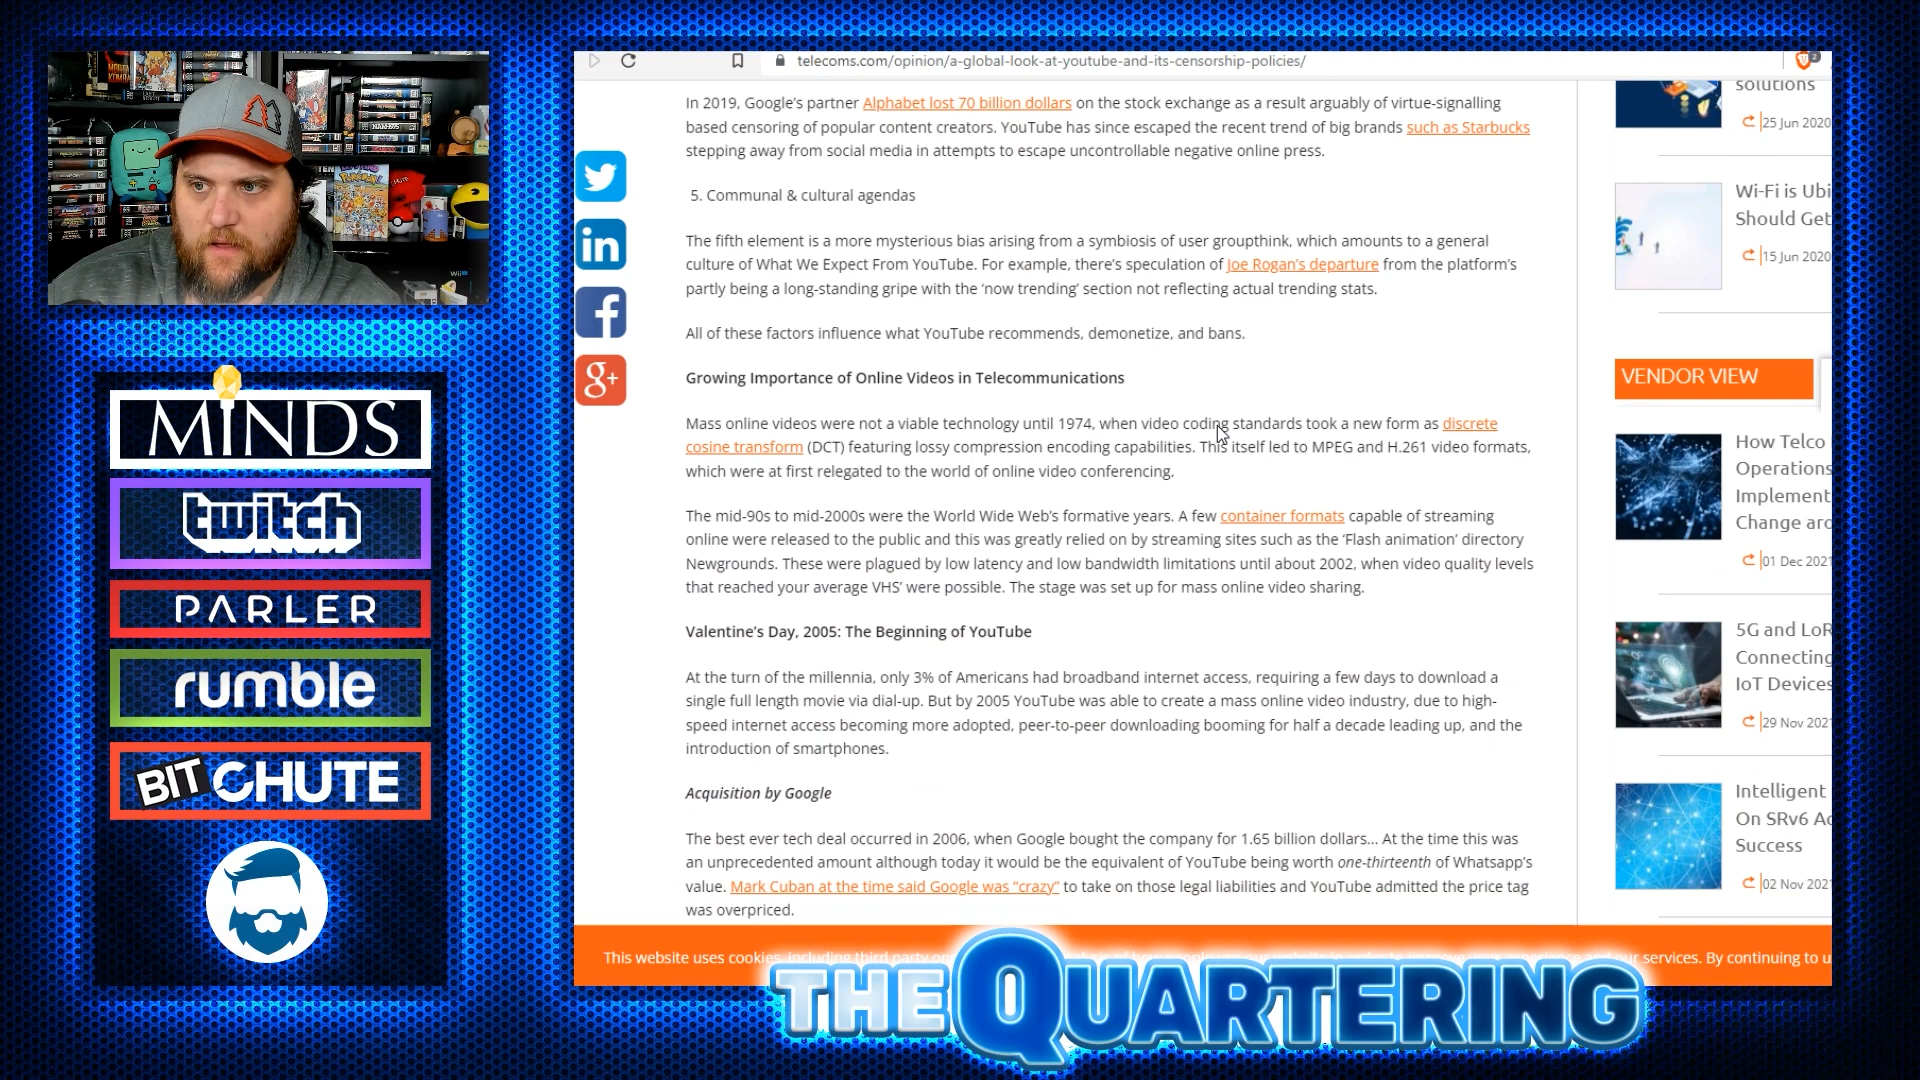 telecoms.com/opinion/a-global-look-at-youtube-and-its-censorship-policies/
2
In 2019, Google's partner Alphabet lost 70 billion dollars on the stock exchange as a result arguably of virtue-signalling
based censoring of popular content creators. YouTube has since escaped the recent trend of big brands such as Starbucks
stepping away from social media in attempts to escape uncontrollable negative online press.
5. Communal & cultural agendas
The fifth element is a more mysterious bias arising from a symbiosis of user groupthink, which amounts to a general
culture of What We Expect From YouTube. For example, there's speculation of Joe Rogan's departure from the platform's
partly being a long-standing gripe with the 'now trending' section not reflecting actual trending stats.
All of these factors influence what YouTube recommends, demonetize, and bans.
Growing Importance of Online Videos in Telecommunications
Mass online videos were not a viable technology until 1974, when video coding standards took a new form as discrete
cosine transform (DCT) featuring lossy compression encoding capabilities. This itself led to MPEG and H.261 video formats,
which were at first relegated to the world of online video conferencing.
The mid-90s to mid-2000s were the World Wide Web's formative years. A few container formats capable of streaming
online were released to the public and this was greatly relied on by streaming sites such as the 'Flash animation' directory
Newgrounds. These were plagued by low latency and low bandwidth limitations until about 2002, when video quality levels
that reached your average VHS' were possible. The stage was set up for mass online video sharing.
Valentine's Day, 2005: The Beginning of YouTube
At the turn of the millennia, only 3% of Americans had broadband internet access, requiring a few days to download a
single full length movie via dial-up. But by 2005 YouTube was able to create a mass online video industry, due to high-
speed internet access becoming more adopted, peer-to-peer downloading booming for half a decade leading up, and the
introduction of smartphones.
Acquisition by Google
The best ever tech deal occurred in 2006, when Google bought the company for 1.65 billion dollars... At the time this was
an unprecedented amount although today it would be the equivalent of YouTube being worth one-thirteenth of Whatsapp's
value. Mark Cuban at the time said Google was "crazy" to take on those legal liabilities and YouTube admitted the price tag
was overpriced.
in
f
g+
solutions
25 Jun 2020
Wi-Fi is Ubi
Should Get
15 Jun 2020
VENDOR VIEW
How Telco
Operations
Implement
Change aro
01 Dec 2021
5G and LoR
Connecting
IoT Devices
29 Nov 2021
Intelligent
On SRv6 Ac
Success
02 Nov 2021
This website uses cookies, including third party on
our services. By continuing to u
MINDS
twitch
PARLER
rumble
BITCHUTE
THE QUARTERING